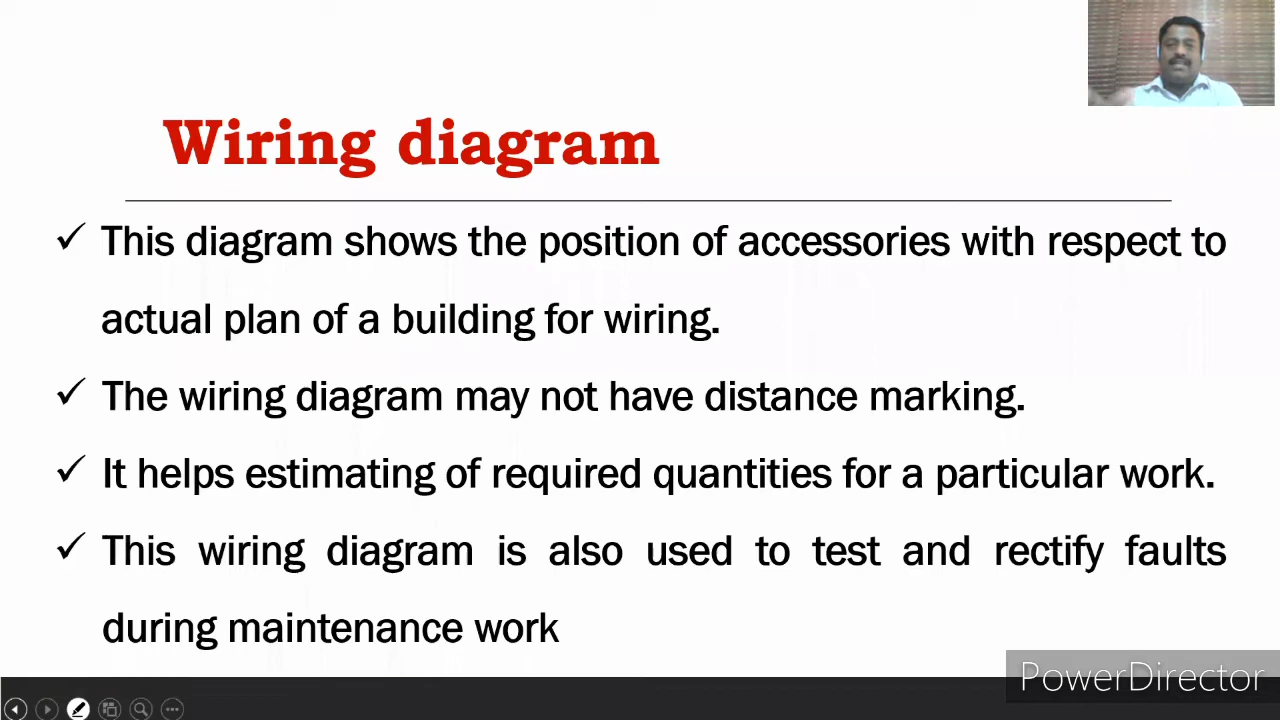 Wiring diagram
✓ This diagram shows the position of accessories with respect to
actual plan of a building for wiring.
✓ The wiring diagram may not have distance marking.
✓ It helps estimating of required quantities for a particular work.
✓ This wiring diagram is also used to test and rectify faults
during maintenance work
PowerDirector